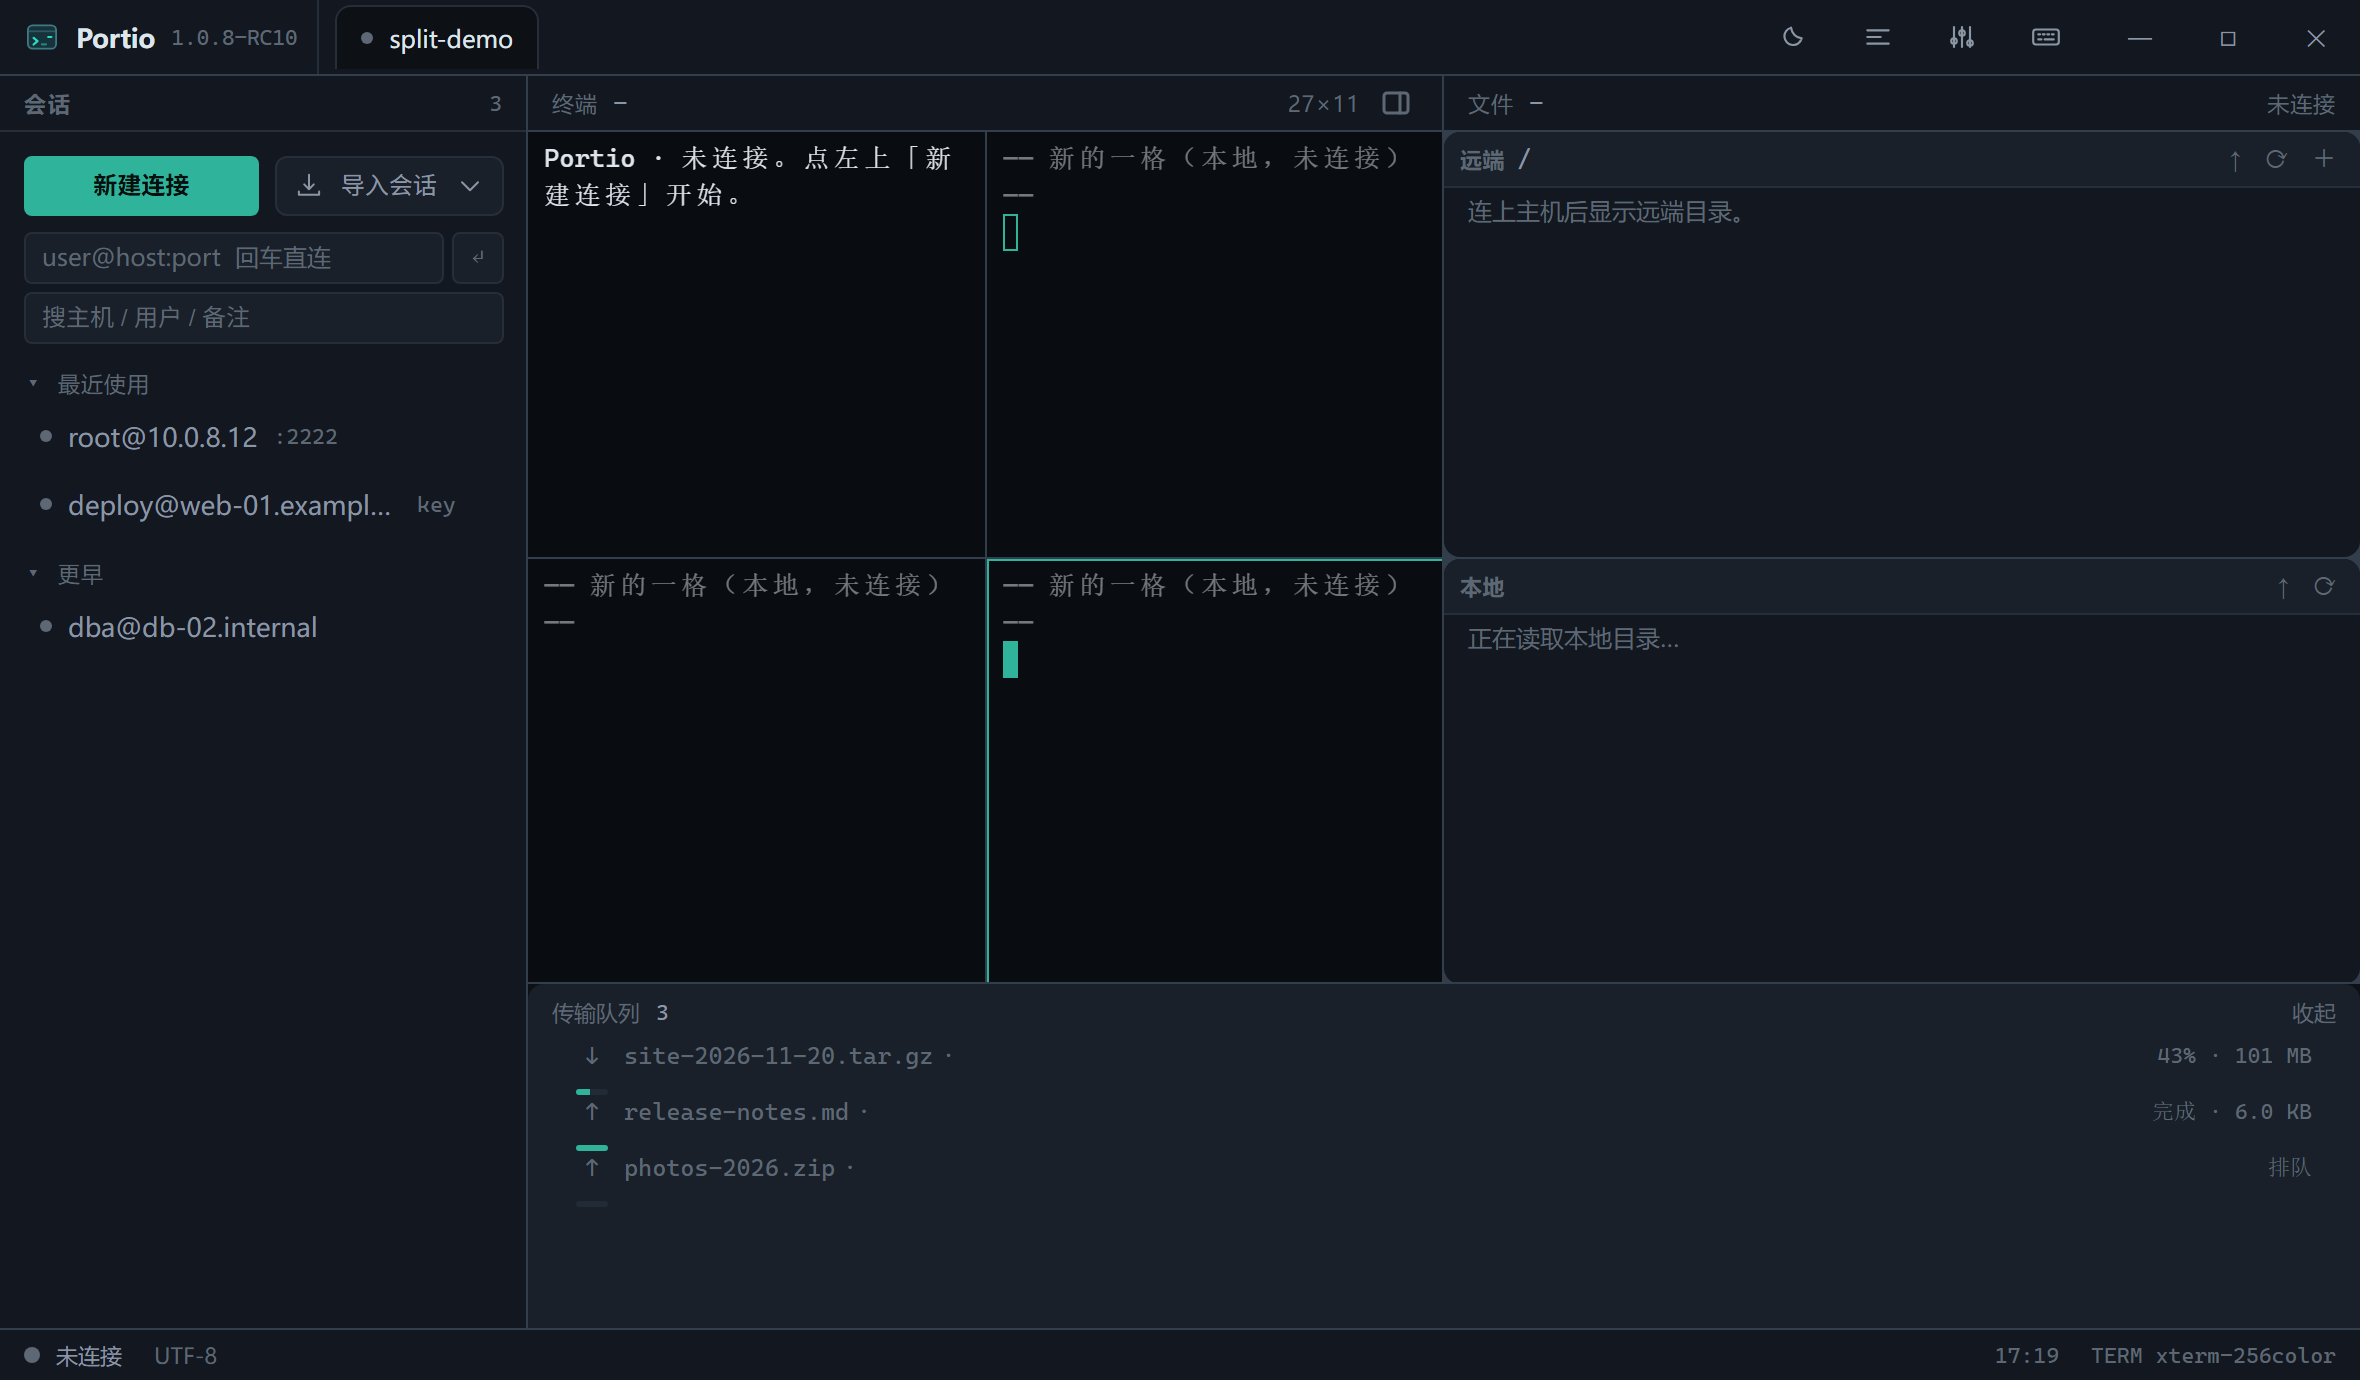 Portio 1.0.8-RC10
split-demo
会话 3
新建连接
导入会话
user@host:port 回车直连
搜主机 / 用户 / 备注
最近使用
root@10.0.8.12 :2222
deploy@web-01.exampl... key
更早
dba@db-02.internal
终端 —
27×11
Portio · 未连接。点左上「新
建连接」开始。
—— 新的一格（本地，未连接）
——
—— 新的一格（本地，未连接）
——
—— 新的一格（本地，未连接）
——
文件 —
未连接
远端 /
连上主机后显示远端目录。
本地
正在读取本地目录...
传输队列 3
收起
↓ site-2026-11-20.tar.gz · 43% · 101 MB
↑ release-notes.md · 完成 · 6.0 KB
↑ photos-2026.zip · 排队
未连接 UTF-8
17:19 TERM xterm-256color